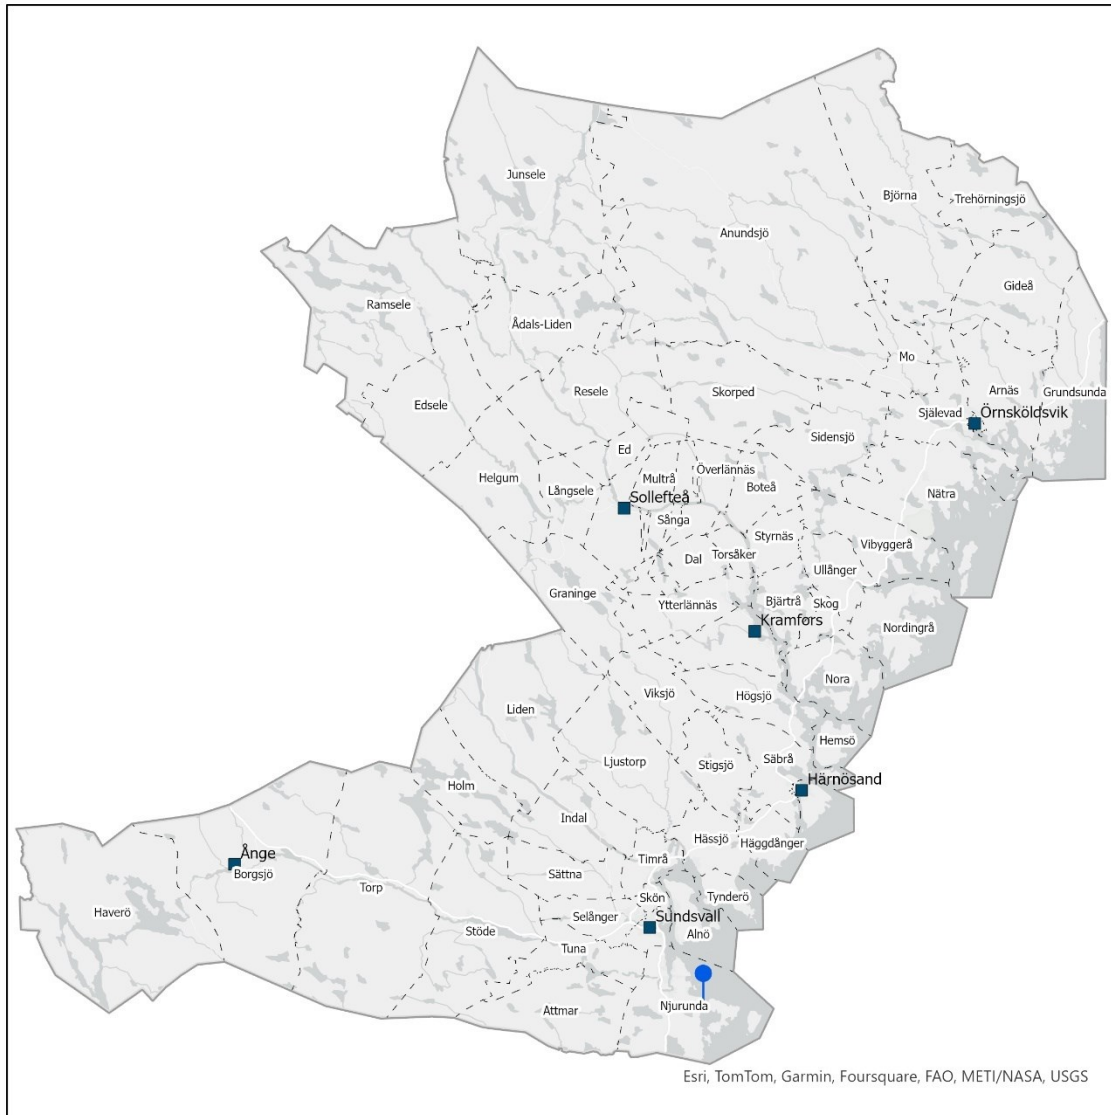 Junsele
Björna
Trehörningsjö
Anundsjö
Gideå
Ramsele
Ådals-Liden
Mo
Resele
Skorped
Arnäs
Grundsunda
Edsele
Själevad
Örnsköldsvik
Sidensjö
Ed
Överlännäs
Helgum
Långsele
Multrå
Boteå
Nätra
Sollefteå
Sånga
Styrnäs
Vibyggerå
Dal
Torsåker
Ullånger
Graninge
Ytterlännäs
Bjärtrå
Skog
Kramfors
Nordingrå
Nora
Viksjö
Högsjö
Liden
Hemsö
Ljustorp
Stigsjö
Säbrå
Holm
Härnösand
Indal
Hässjö
Häggdånger
Ånge
Timrå
Borgsjö
Sättna
Torp
Skön
Tynderö
Haverö
Selånger
Sundsvall
Stöde
Alnö
Tuna
Njurunda
Attmar
Esri, TomTom, Garmin, Foursquare, FAO, METI/NASA, USGS